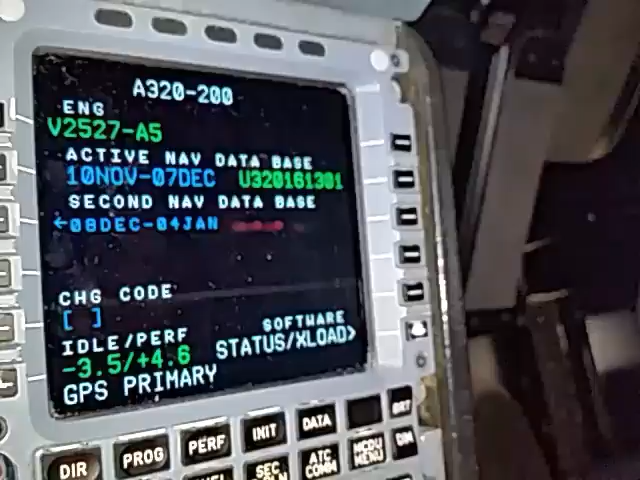 A320-200
ENG
V2527-A5
ACTIVE NAV DATA BASE
10NOV-07DEC U320161301
SECOND NAV DATA BASE
←08DEC-04JAN
CHG CODE
[ ]
IDLE/PERF SOFTWARE
-3.5/+4.6 STATUS/XLOAD>
GPS PRIMARY
DIR PROG PERF INIT DATA BRT
SEC ATC COMM MCDU MENU DIM